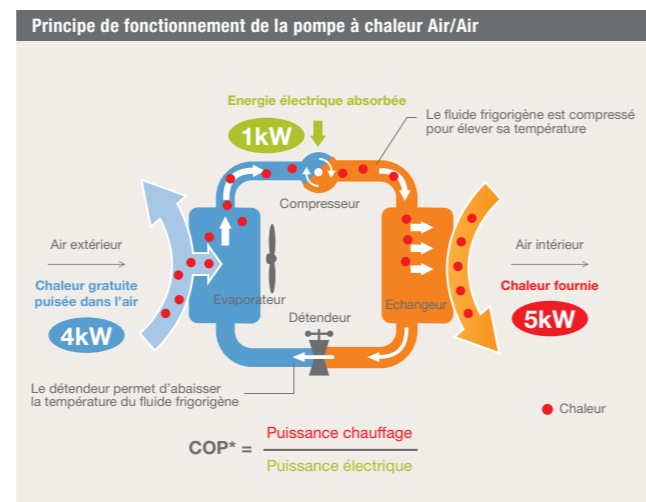 Principe de fonctionnement de la pompe à chaleur Air/Air
Energie électrique absorbée
1kW
Le fluide frigorigène est compressé
pour élever sa température
Compresseur
Air extérieur
Chaleur gratuite
puisée dans l'air
4kW
Evaporateur
Détendeur
Echangeur
Air intérieur
Chaleur fournie
5kW
Le détendeur permet d'abaisser
la température du fluide frigorigène
Chaleur
COP* =
Puissance chauffage
Puissance électrique